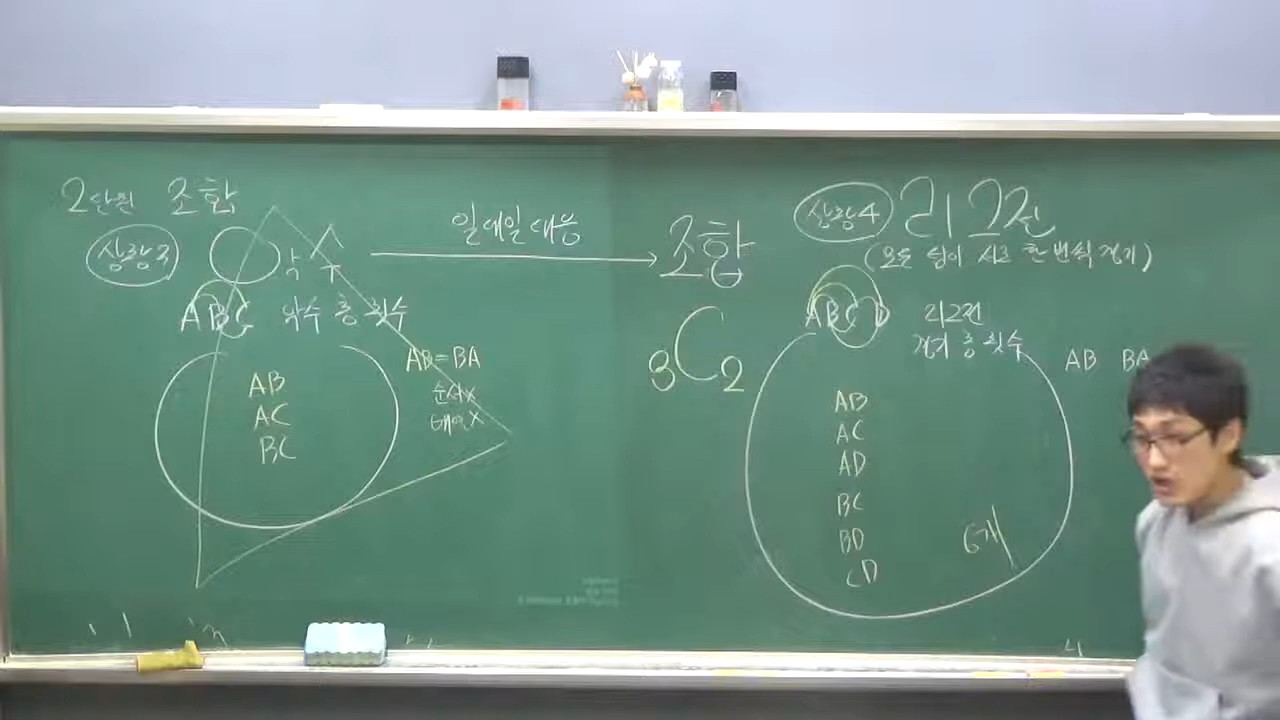 2단원 조합
상황3 악수
ABC 악수 총 횟수
AB
AC
BC
AB=BA
순서X
배열X
일대일대응
조합
3C2
상황4 리그전
(모든 팀이 서로 한번씩 경기)
ABCD 리그전
경기 총 횟수
AB BA
AB
AC
AD
BC
BD
CD
6개